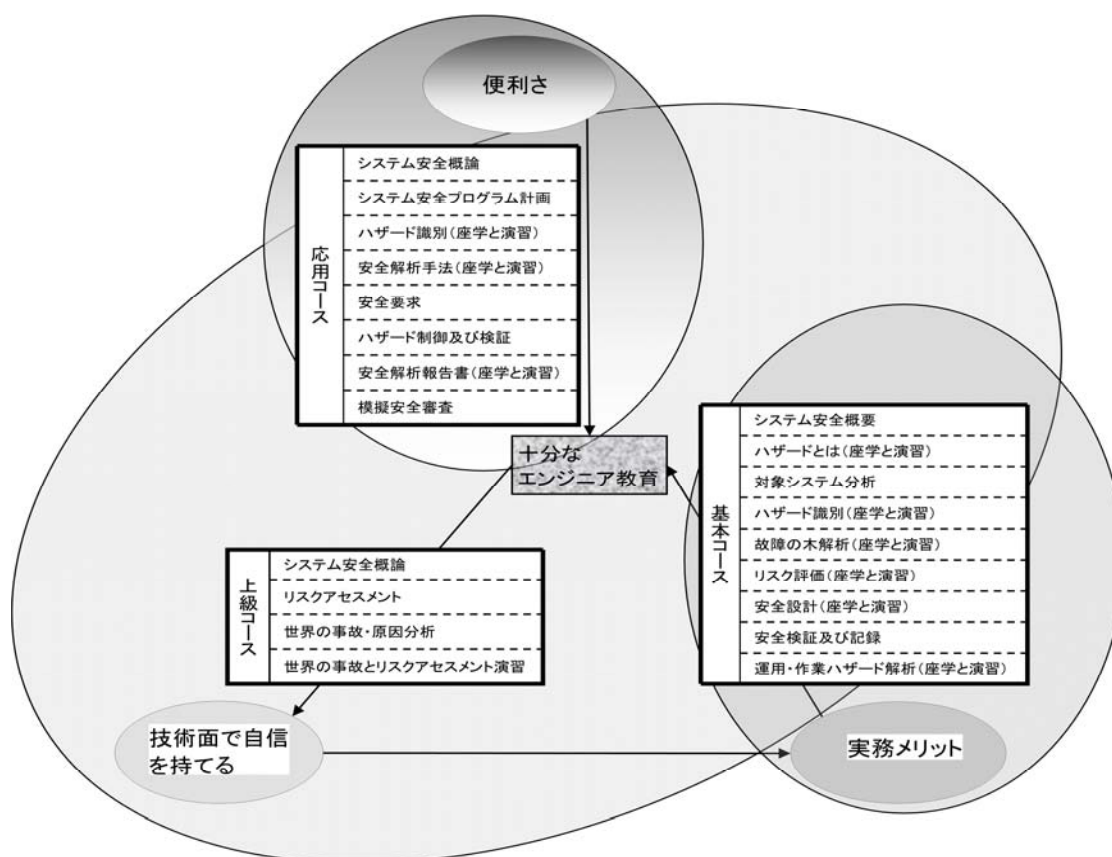 便利さ
応用コース
システム安全概論
システム安全プログラム計画
ハザード識別(座学と演習)
安全解析手法(座学と演習)
安全要求
ハザード制御及び検証
安全解析報告書(座学と演習)
模擬安全審査
十分な
エンジニア教育
基本コース
システム安全概要
ハザードとは(座学と演習)
対象システム分析
ハザード識別(座学と演習)
故障の木解析(座学と演習)
リスク評価(座学と演習)
安全設計(座学と演習)
安全検証及び記録
運用・作業ハザード解析(座学と演習)
上級コース
システム安全概論
リスクアセスメント
世界の事故・原因分析
世界の事故とリスクアセスメント演習
技術面で自信
を持てる
実務メリット